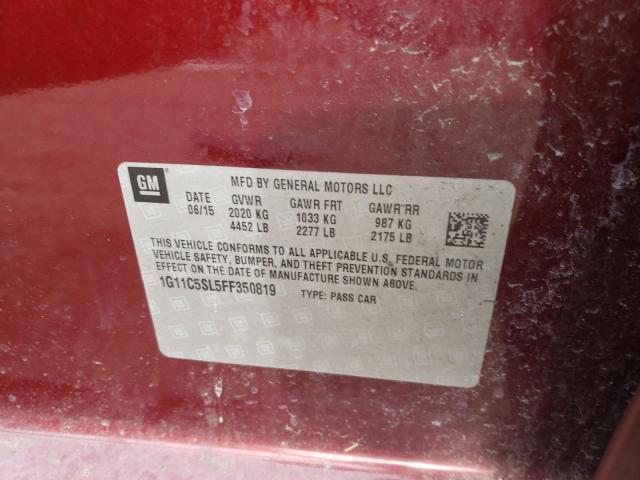 GM
MFD BY GENERAL MOTORS LLC
DATE GVWR GAWR FRT GAWR RR
06/15 2020 KG 1033 KG 987 KG
4452 LB 2277 LB 2175 LB
THIS VEHICLE CONFORMS TO ALL APPLICABLE U.S. FEDERAL MOTOR
VEHICLE SAFETY, BUMPER, AND THEFT PREVENTION STANDARDS IN
EFFECT ON THE DATE OF MANUFACTURE SHOWN ABOVE.
1G11C5SL5FF350819 TYPE: PASS CAR